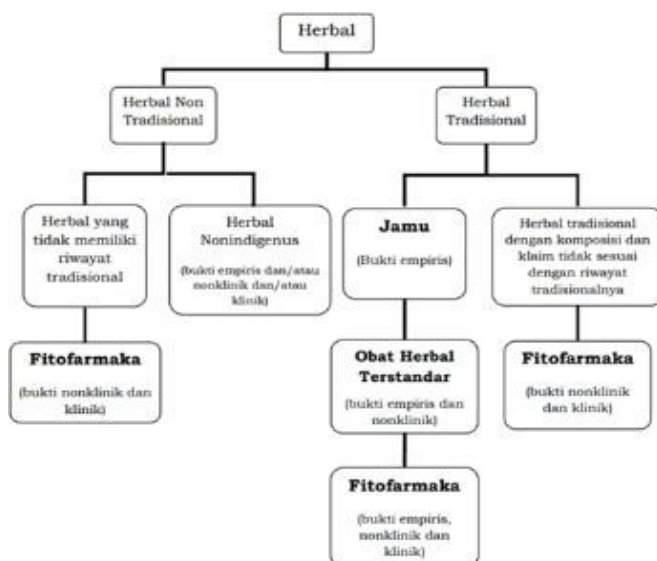 Herbal
Herbal Non
Tradisional
Herbal
Tradisional
Herbal yang
tidak memiliki
riwayat
tradisional
Herbal
Nonindigenus
(bukti empiris dan/atau
nonklinik dan/atau
klinik)
Jamu
(Bukti empiris)
Herbal tradisional
dengan komposisi dan
klaim tidak sesuai
dengan riwayat
tradisionalnya
Fitofarmaka
(bukti nonklinik dan
klinik)
Obat Herbal
Terstandar
(bukti empiris dan
nonklinik)
Fitofarmaka
(bukti nonklinik
dan klinik)
Fitofarmaka
(bukti empiris,
nonklinik dan
klinik)